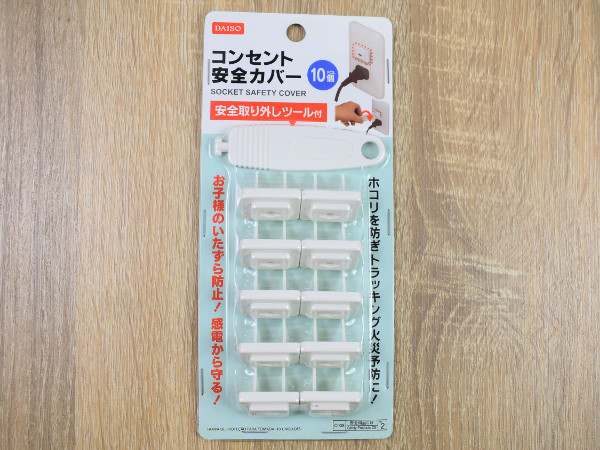 DAISO
コンセント
安全カバー
10個
SOCKET SAFETY COVER
安全取り外しツール付
お子様のいたずら防止！感電から守る！
ホコリを防ぎトラッキング火災予防に！